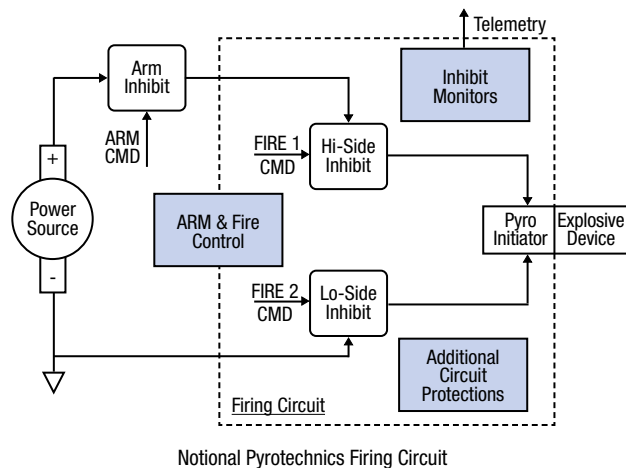 Telemetry
Arm
Inhibit
Inhibit
Monitors
ARM
CMD
FIRE 1
CMD
Hi-Side
Inhibit
+
Power
Source
-
ARM & Fire
Control
Pyro
Initiator
Explosive
Device
FIRE 2
CMD
Lo-Side
Inhibit
Additional
Circuit
Protections
Firing Circuit
Notional Pyrotechnics Firing Circuit